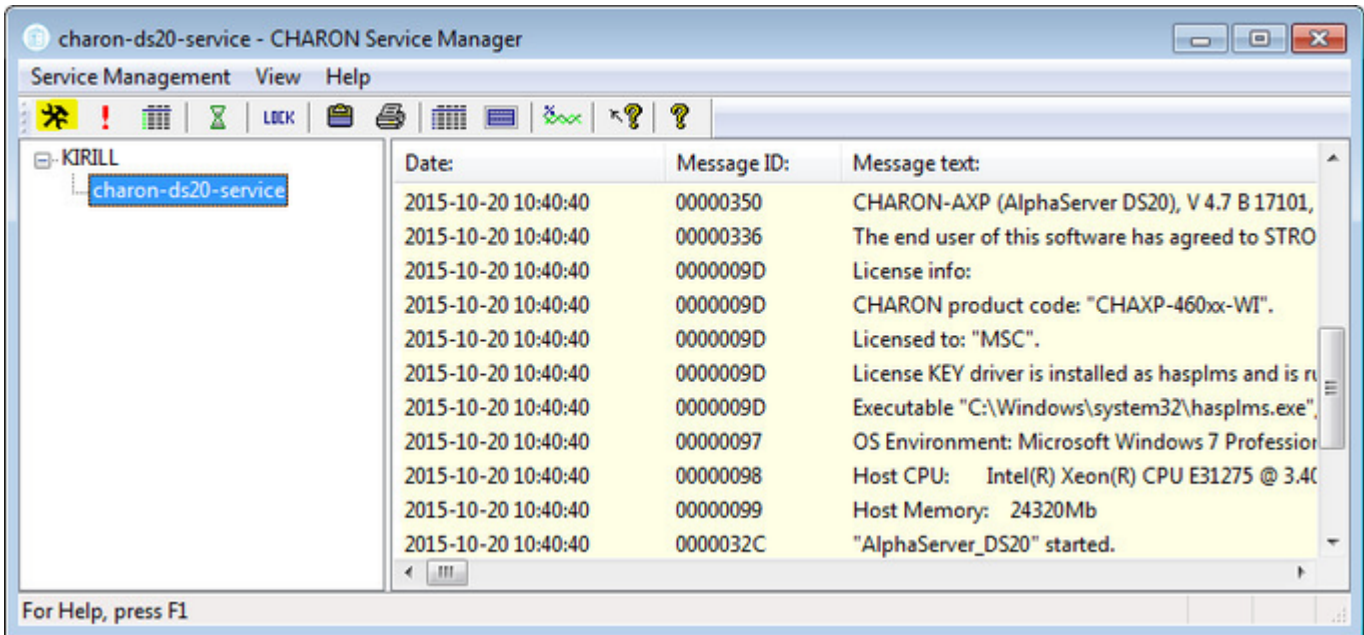 charon-ds20-service - CHARON Service Manager
Service Management View Help
LOCK
KIRILL
charon-ds20-service
Date: Message ID: Message text:
2015-10-20 10:40:40 00000350 CHARON-AXP (AlphaServer DS20), V 4.7 B 17101,
2015-10-20 10:40:40 00000336 The end user of this software has agreed to STRO
2015-10-20 10:40:40 0000009D License info:
2015-10-20 10:40:40 0000009D CHARON product code: "CHAXP-460xx-WI".
2015-10-20 10:40:40 0000009D Licensed to: "MSC".
2015-10-20 10:40:40 0000009D License KEY driver is installed as hasplms and is ru
2015-10-20 10:40:40 0000009D Executable "C:\Windows\system32\hasplms.exe",
2015-10-20 10:40:40 00000097 OS Environment: Microsoft Windows 7 Profession
2015-10-20 10:40:40 00000098 Host CPU: Intel(R) Xeon(R) CPU E31275 @ 3.40
2015-10-20 10:40:40 00000099 Host Memory: 24320Mb
2015-10-20 10:40:40 0000032C "AlphaServer_DS20" started.
For Help, press F1